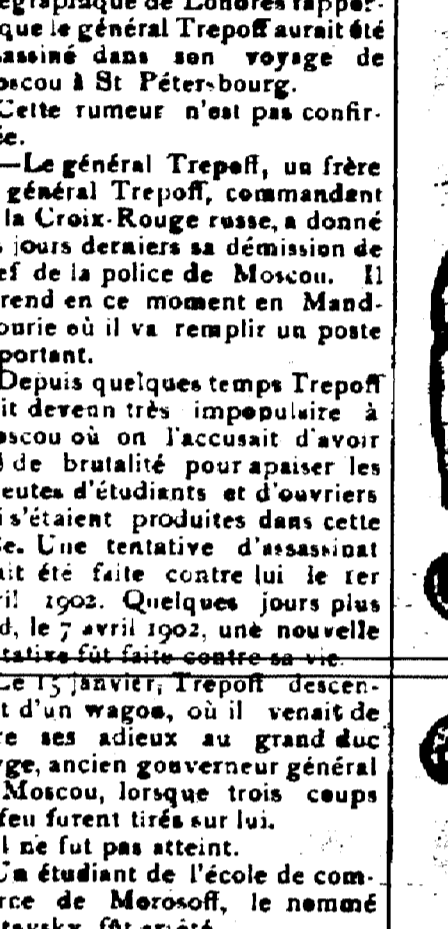 égraphique de Londres rappor-
que le général Trepoff aurait été
assiné dans son voyage de
oscou à St Péter-bourg.
Cette rumeur n'est pas confir-
ée.
—Le général Trepoff, un frère
général Trepoff, commandant
la Croix-Rouge russe, a donné
s jours derniers sa démission de
ef de la police de Moscou. Il
rend en ce moment en Mand-
ourie où il va remplir un poste
portant.
Depuis quelques temps Trepoff
it devenn très impopulaire à
oscou où on l'accusait d'avoir
de brutalité pour apaiser les
eutes d'étudiants et d'ouvriers
i s'étaient produites dans cette
e. Une tentative d'assassinat
ait été faite contre lui le 1er
ril 1902. Quelques jours plus
d, le 7 avril 1902, une nouvelle
tative fût faite contre sa vie.
Le 15 janvier, Trepoff descen-
t d'un wagon, où il venait de
re ses adieux au grand duc
rge, ancien gouverneur général
Moscou, lorsque trois coups
feu furent tirés sur lui.
l ne fut pas atteint.
Un étudiant de l'école de com-
rce de Morosoff, le nommé
fût arrêté